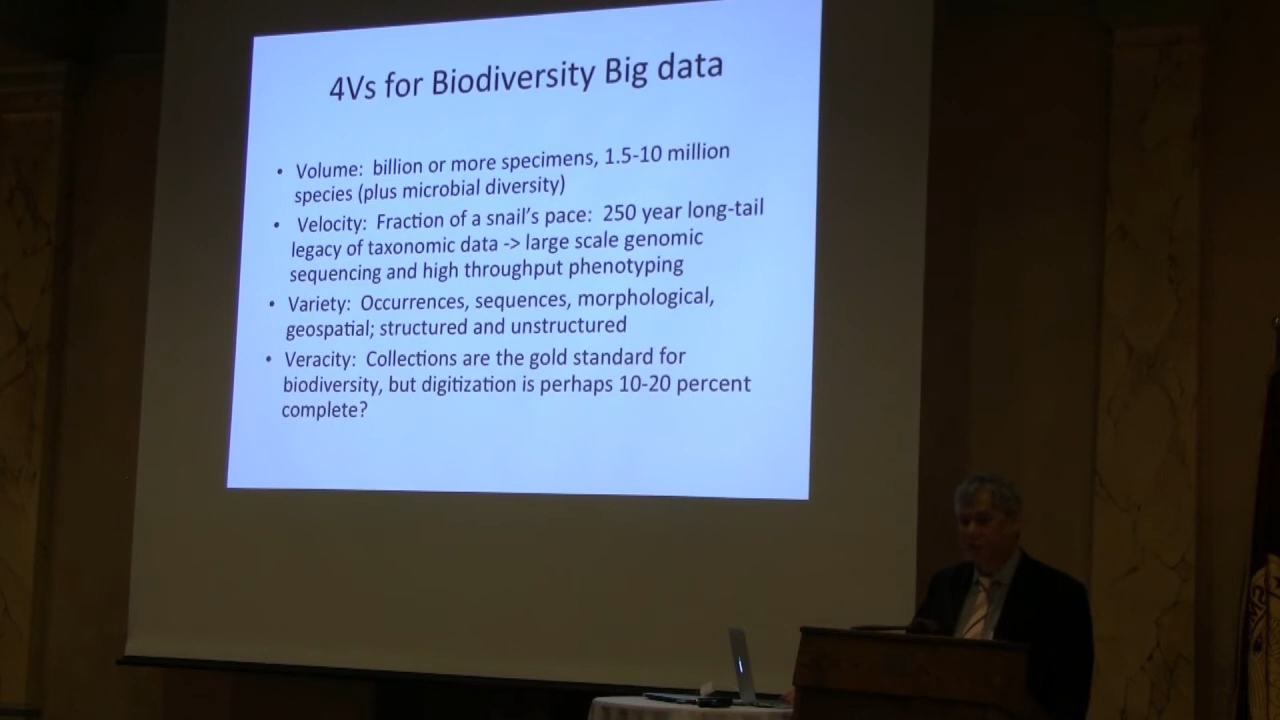 4Vs for Biodiversity Big data
• Volume: billion or more specimens, 1.5-10 million
species (plus microbial diversity)
• Velocity: Fraction of a snail's pace: 250 year long-tail
legacy of taxonomic data -> large scale genomic
sequencing and high throughput phenotyping
• Variety: Occurrences, sequences, morphological,
geospatial; structured and unstructured
• Veracity: Collections are the gold standard for
biodiversity, but digitization is perhaps 10-20 percent
complete?